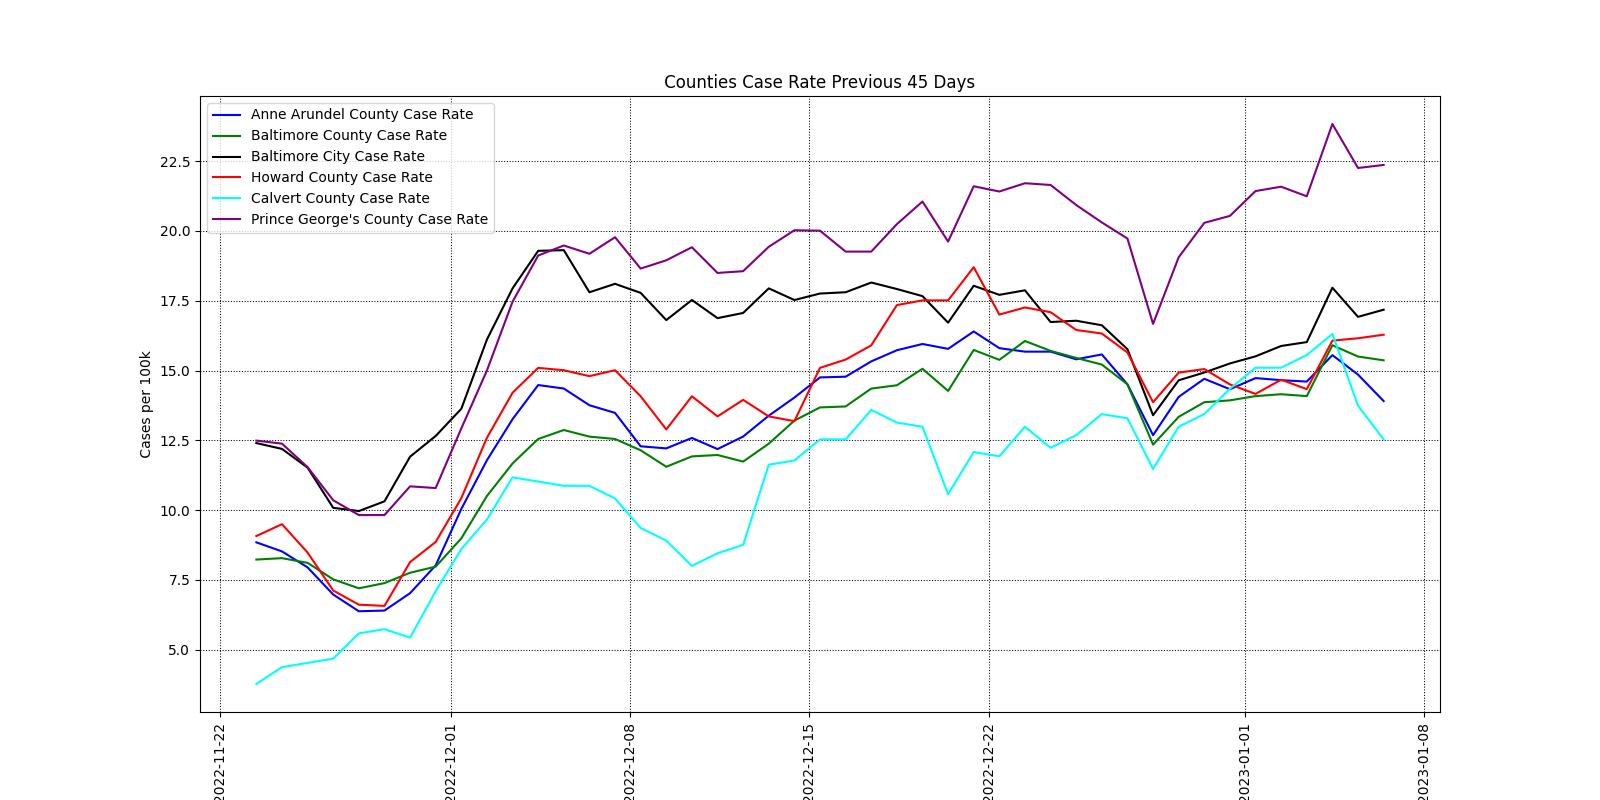 Counties Case Rate Previous 45 Days
Anne Arundel County Case Rate
Baltimore County Case Rate
Baltimore City Case Rate
Howard County Case Rate
Calvert County Case Rate
Prince George's County Case Rate
Cases per 100k
22.5
20.0
17.5
15.0
12.5
10.0
7.5
5.0
2022-11-22
2022-12-01
2022-12-08
2022-12-15
2022-12-22
2023-01-01
2023-01-08